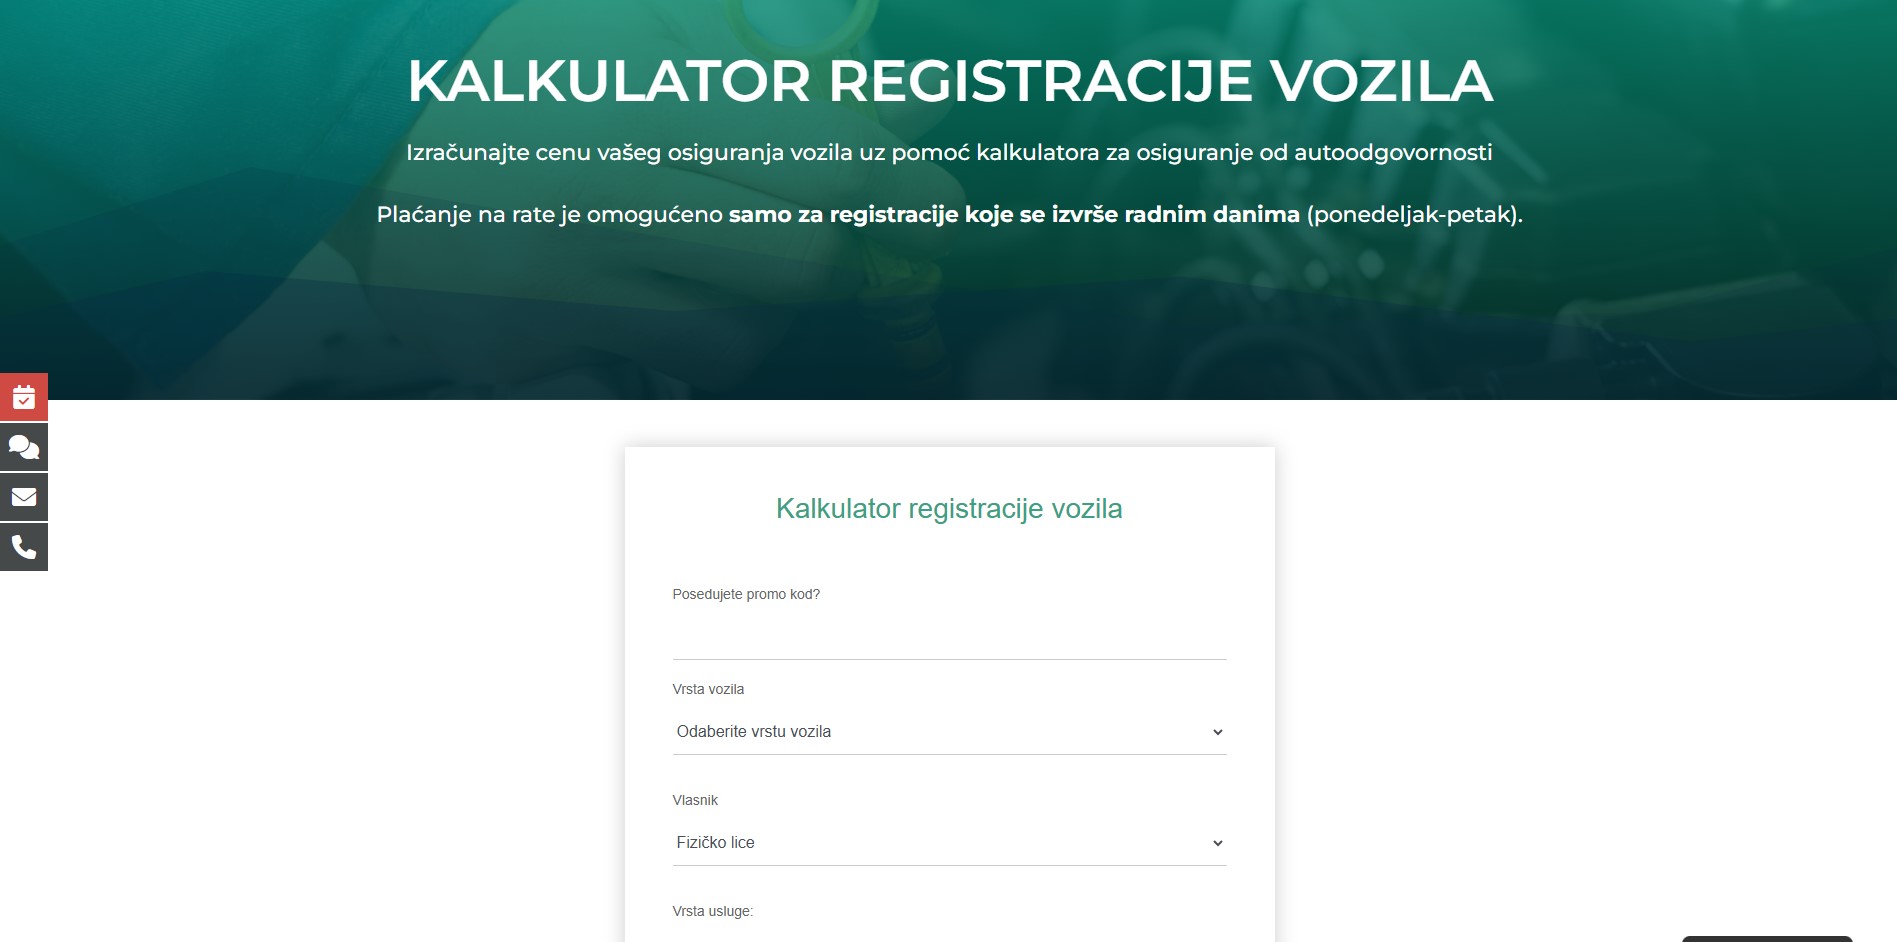 KALKULATOR REGISTRACIJE VOZILA
Izračunajte cenu vašeg osiguranja vozila uz pomoć kalkulatora za osiguranje od autoodgovornosti
Plaćanje na rate je omogućeno samo za registracije koje se izvrše radnim danima (ponedeljak-petak).
Kalkulator registracije vozila
Posedujete promo kod?
Vrsta vozila
Odaberite vrstu vozila
Vlasnik
Fizičko lice
Vrsta usluge: